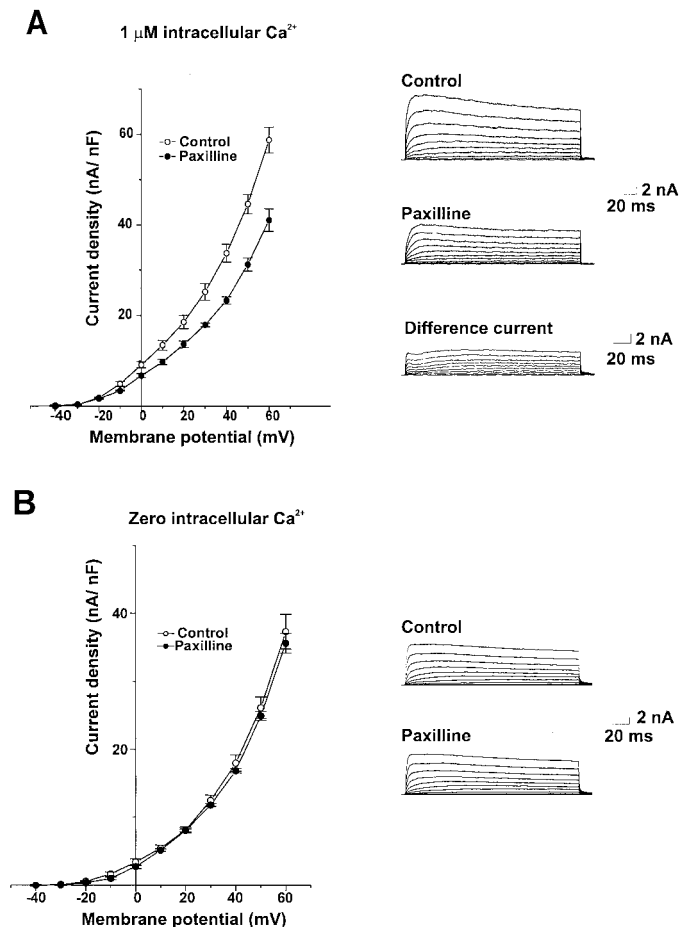 A
1 μM intracellular Ca²⁺
Current density (nA/ nF)
60
40
20
Control
Paxilline
-40
-20
0
20
40
60
Membrane potential (mV)
Control
2 nA
20 ms
Paxilline
Difference current
2 nA
20 ms
B
Zero intracellular Ca²⁺
Current density (nA/ nF)
40
20
Control
Paxilline
-40
-20
0
20
40
60
Membrane potential (mV)
Control
2 nA
20 ms
Paxilline